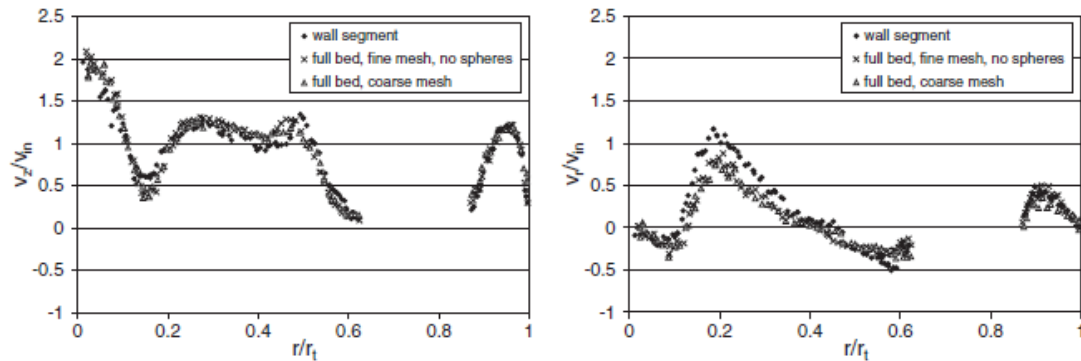 2.5
2
1.5
1
0.5
0
-0.5
-1
v_z/v_in
0 0.2 0.4 0.6 0.8 1
r/r_t
wall segment
full bed, fine mesh, no spheres
full bed, coarse mesh
2.5
2
1.5
1
0.5
0
-0.5
-1
v_r/v_in
0 0.2 0.4 0.6 0.8 1
r/r_t
wall segment
full bed, fine mesh, no spheres
full bed, coarse mesh